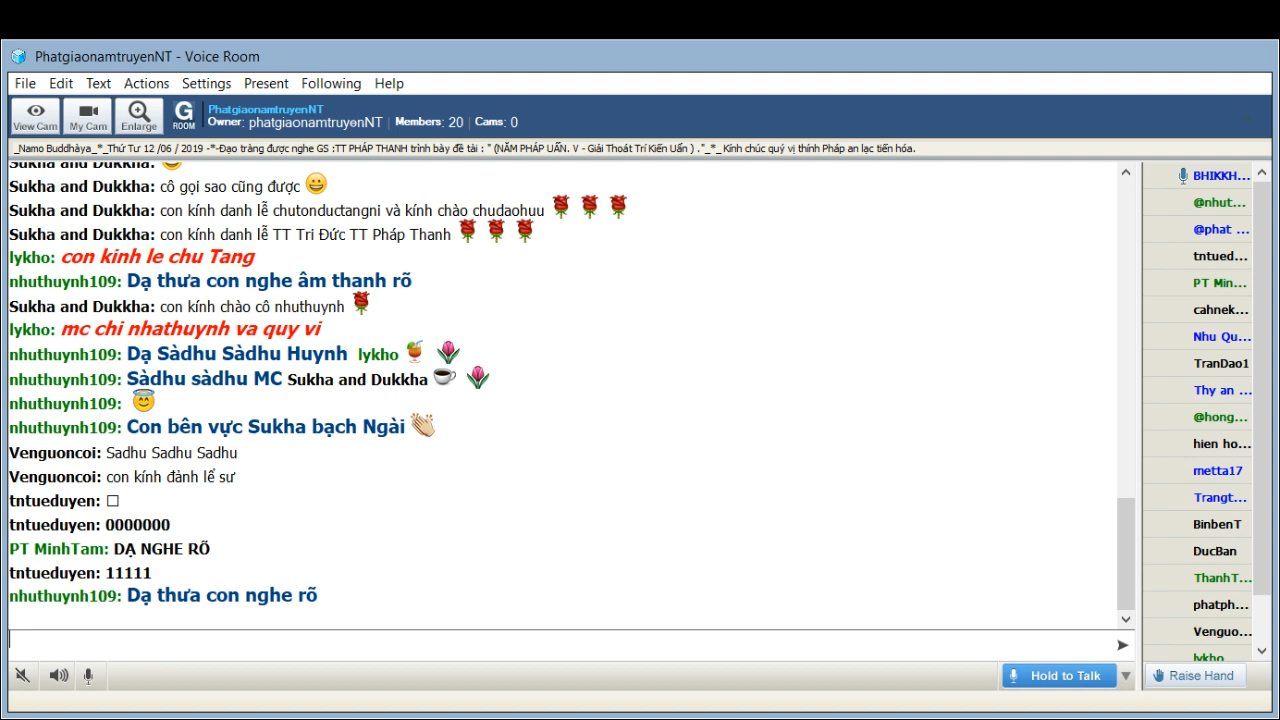 PhatgiaonamtruyenNT - Voice Room
File Edit Text Actions Settings Present Following Help
View Cam My Cam Enlarge G ROOM
PhatgiaonamtruyenNT
Owner: phatgiaonamtruyenNT | Members: 20 | Cams: 0
_Namo Buddhàya_*_Thứ Tư 12 /06 / 2019 -*-Đạo tràng được nghe GS :TT PHÁP THANH trình bày đề tài : " (NĂM PHÁP UẨN. V - Giải Thoát Tri Kiến Uẩn ) ."_*_ Kính chúc quý vị thính Pháp an lạc tiến hóa.
Sukha and Dukkha:
Sukha and Dukkha: cô gọi sao cũng được
Sukha and Dukkha: con kính danh lễ chutonductangni và kính chào chudaohuu
Sukha and Dukkha: con kính danh lễ TT Tri Đức TT Pháp Thanh
lykho: con kinh le chu Tang
nhuthuynh109: Dạ thưa con nghe âm thanh rõ
Sukha and Dukkha: con kính chào cô nhuthuynh
lykho: mc chi nhathuynh va quy vi
nhuthuynh109: Dạ Sàdhu Sàdhu Huynh lykho
nhuthuynh109: Sàdhu sàdhu MC Sukha and Dukkha
nhuthuynh109:
nhuthuynh109: Con bên vực Sukha bạch Ngài
Venguoncoi: Sadhu Sadhu Sadhu
Venguoncoi: con kính đảnh lể sư
tntueduyen: □
tntueduyen: 0000000
PT MinhTam: DẠ NGHE RÕ
tntueduyen: 11111
nhuthuynh109: Dạ thưa con nghe rõ
BHIKKH...
@nhut...
@phat ...
tntued...
PT Min...
cahnek...
Nhu Qu...
TranDao1
Thy an ...
@hong...
hien ho...
metta17
Trangt...
BinbenT
DucBan
ThanhT...
phatph...
Venguo...
lykho
Hold to Talk
Raise Hand